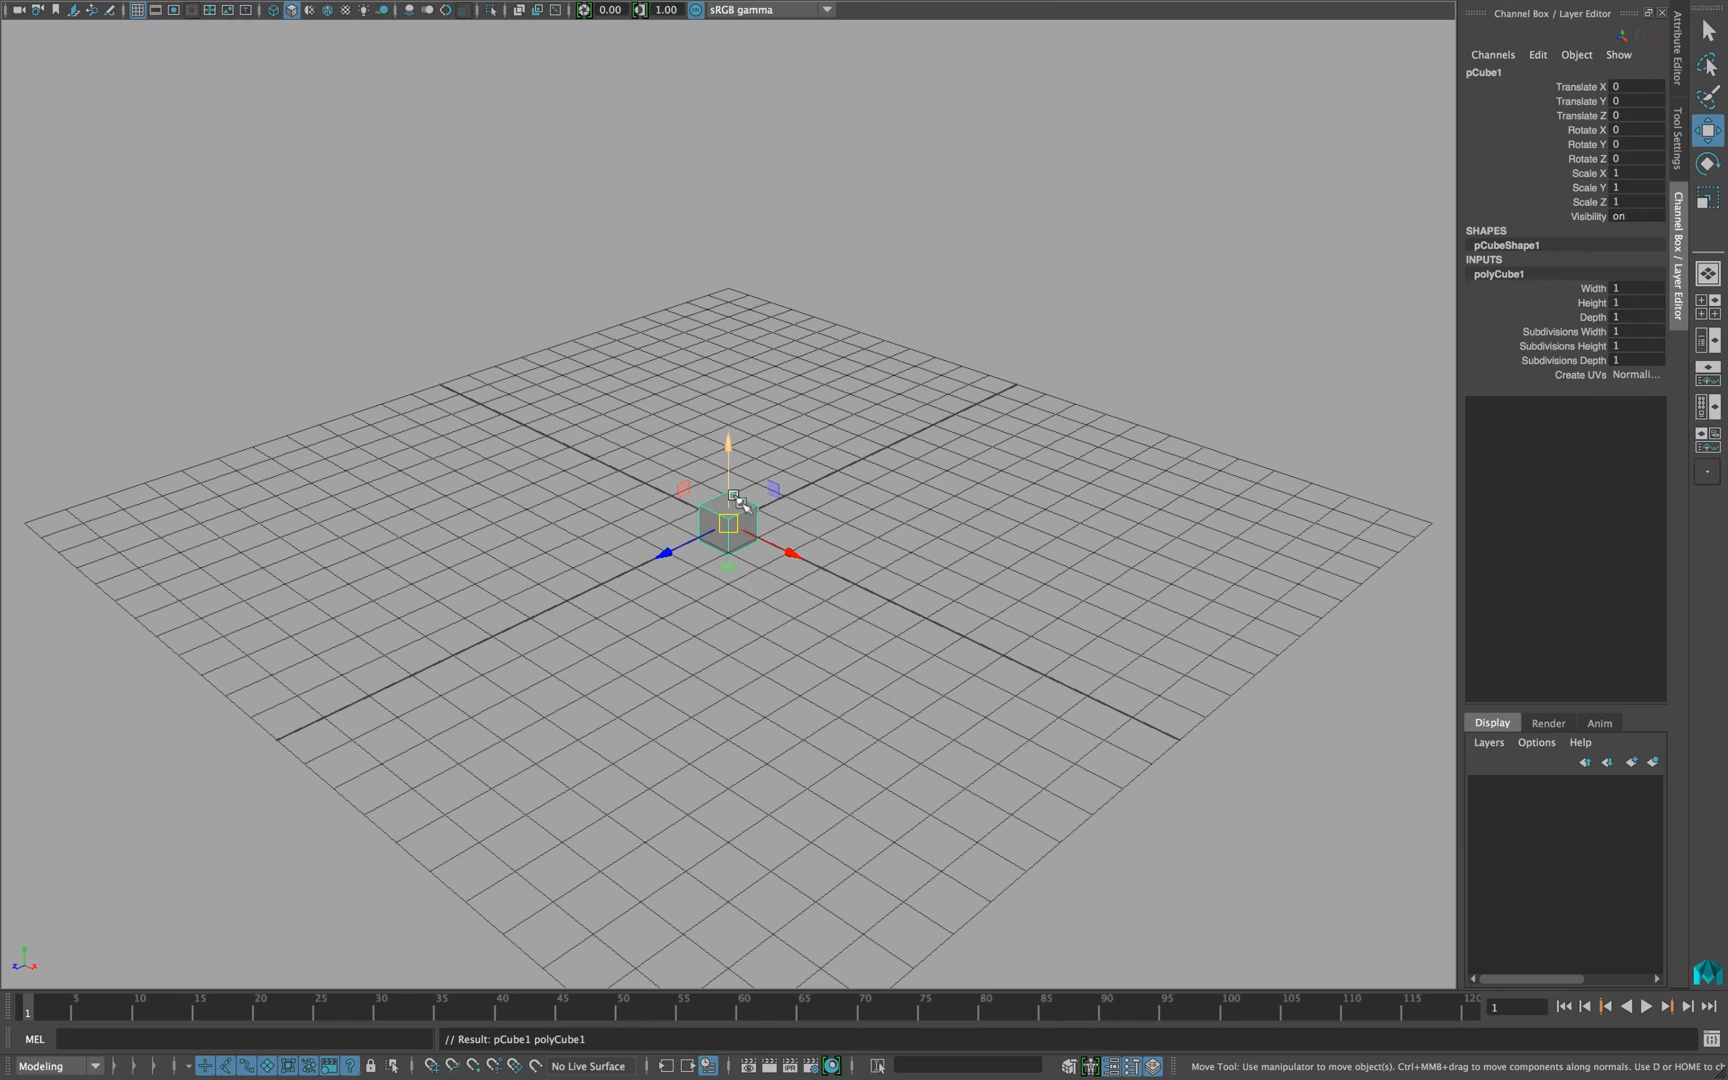 0.00 1.00 sRGB gamma
Channel Box / Layer Editor
Channels Edit Object Show
pCube1
Translate X 0
Translate Y 0
Translate Z 0
Rotate X 0
Rotate Y 0
Rotate Z 0
Scale X 1
Scale Y 1
Scale Z 1
Visibility on
SHAPES
pCubeShape1
INPUTS
polyCube1
Width 1
Height 1
Depth 1
Subdivisions Width 1
Subdivisions Height 1
Subdivisions Depth 1
Create UVs Normali...
Attribute Editor
Tool Settings
Channel Box / Layer Editor
Display Render Anim
Layers Options Help
5 10 15 20 25 30 35 40 45 50 55 60 65 70 75 80 85 90 95 100 105 110 115 120
1
1
MEL
// Result: pCube1 polyCube1
Modeling
No Live Surface
IPR
Move Tool: Use manipulator to move object(s). Ctrl+MMB+drag to move components along normals. Use D or HOME to